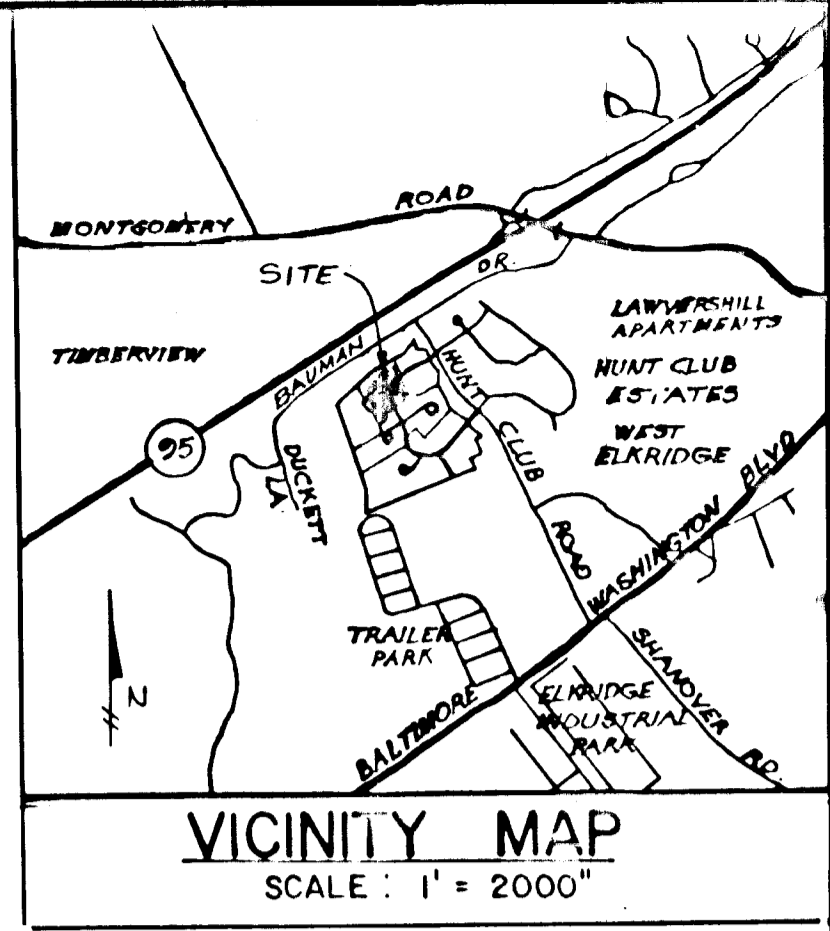 MONTGOMERY ROAD
SITE
DR.
LAWYERSHILL
APARTMENTS
TIMBERVIEW
BAUMAN
HUNT CLUB
ESTATES
HUNT CLUB ROAD
WEST
ELKRIDGE
95
DUCKETT
LA.
BALTIMORE WASHINGTON BLVD
TRAILER
PARK
N
ELKRIDGE
INDUSTRIAL
PARK
SHANOVER RD.
VICINITY MAP
SCALE : 1' = 2000"